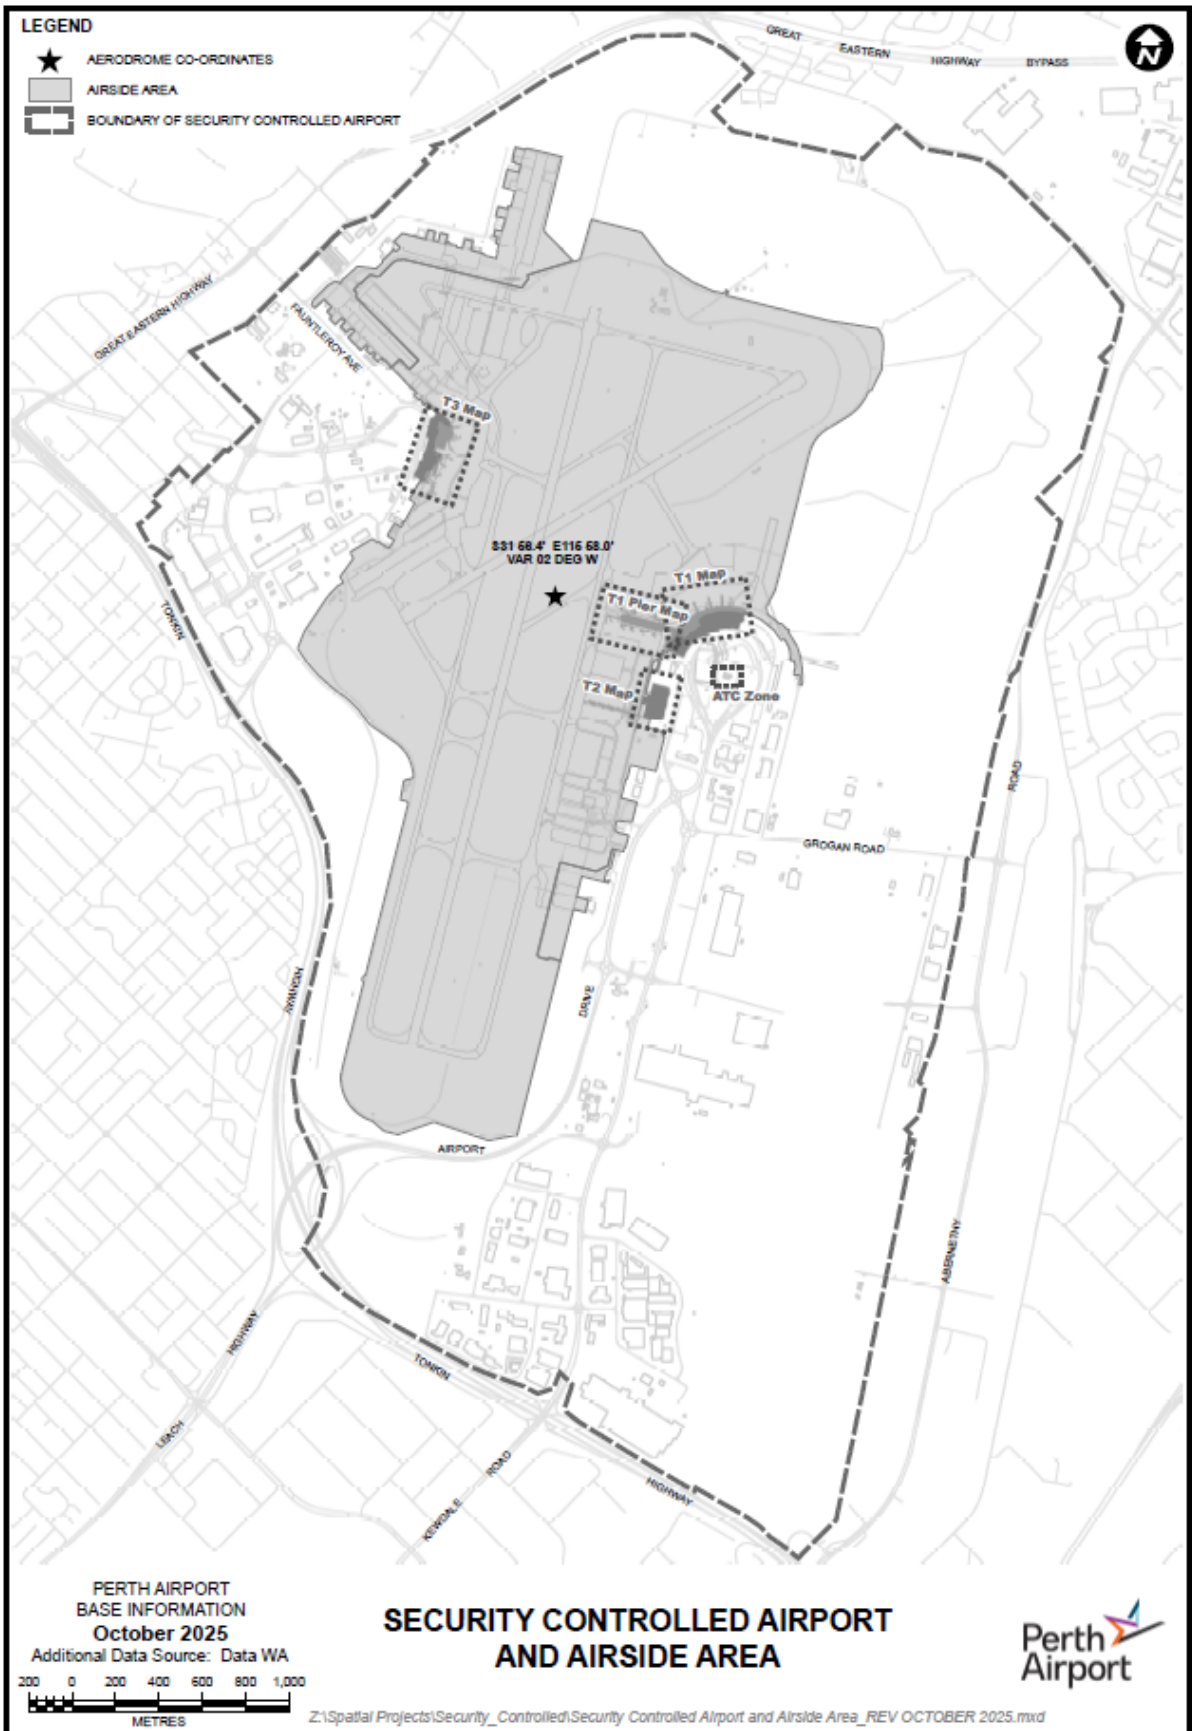 LEGEND
AERODROME CO-ORDINATES
AIRSIDE AREA
BOUNDARY OF SECURITY CONTROLLED AIRPORT
GREAT EASTERN HIGHWAY BYPASS
N
GREAT EASTERN HIGHWAY
FAUNTLEROY AVE
T3 Map
S31 56.4' E115 58.0'
VAR 02 DEG W
T1 Map
T1 Pier Map
T2 Map
ATC Zone
TONKIN
HIGHWAY
ROAD
GROGAN ROAD
DRIVE
AIRPORT
ABERNETHY
HIGHWAY
LEACH
TONKIN
HIGHWAY
ROAD
KEWDALE
PERTH AIRPORT
BASE INFORMATION
October 2025
Additional Data Source: Data WA
200 0 200 400 600 800 1,000
METRES
SECURITY CONTROLLED AIRPORT
AND AIRSIDE AREA
Perth
Airport
Z:\Spatial Projects\Security_Controlled\Security Controlled Airport and Airside Area_REV OCTOBER 2025.mxd